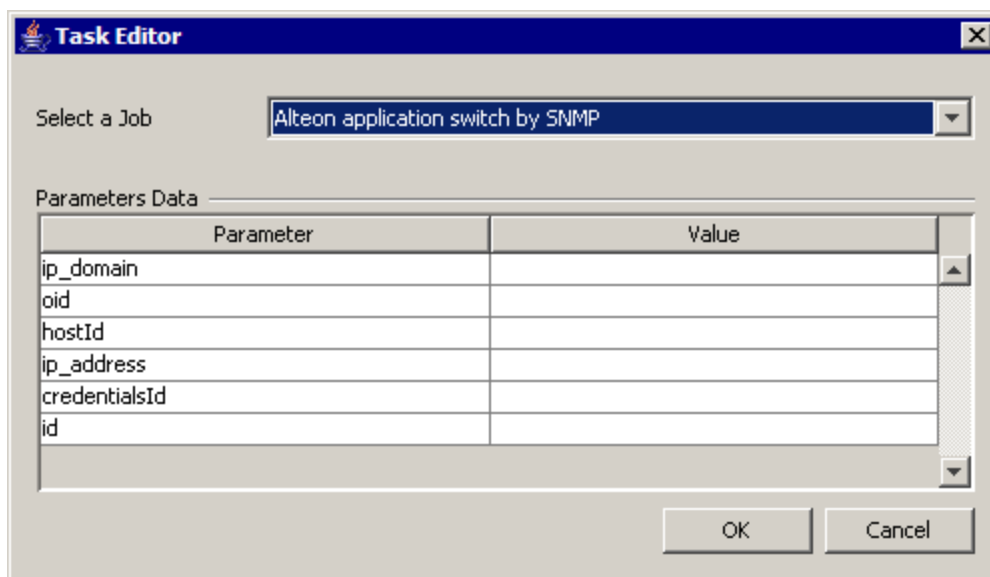 Task Editor
Select a Job Alteon application switch by SNMP
Parameters Data
Parameter Value
ip_domain
oid
hostId
ip_address
credentialsId
id
OK Cancel